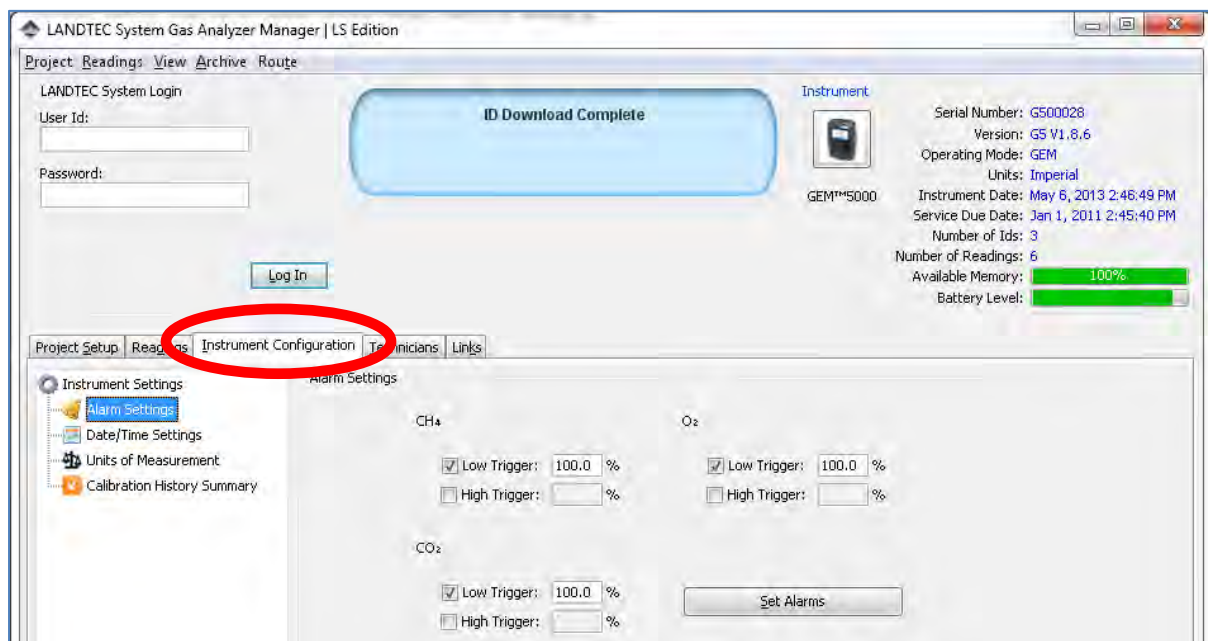 LANDTEC System Gas Analyzer Manager | LS Edition
Project Readings View Archive Route
LANDTEC System Login
User Id:
Password:
Log In
ID Download Complete
Instrument
GEM™5000
Serial Number: G500028
Version: G5 V1.8.6
Operating Mode: GEM
Units: Imperial
Instrument Date: May 6, 2013 2:46:49 PM
Service Due Date: Jan 1, 2011 2:45:40 PM
Number of Ids: 3
Number of Readings: 6
Available Memory: 100%
Battery Level:
Project Setup Readings Instrument Configuration Technicians Links
Instrument Settings
Alarm Settings
Date/Time Settings
Units of Measurement
Calibration History Summary
Alarm Settings
CH₄
Low Trigger: 100.0 %
High Trigger: %
O₂
Low Trigger: 100.0 %
High Trigger: %
CO₂
Low Trigger: 100.0 %
High Trigger: %
Set Alarms